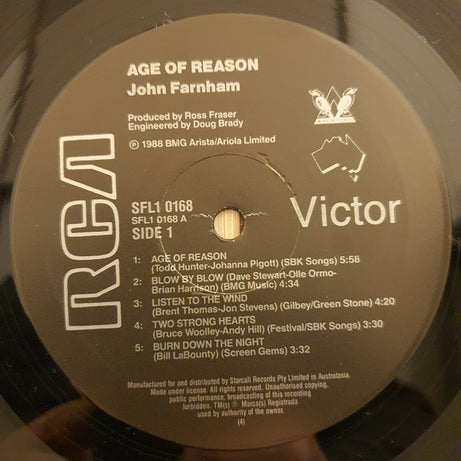 AGE OF REASON
John Farnham
Produced by Ross Fraser
Engineered by Doug Brady
℗ 1988 BMG Arista/Ariola Limited
RCA
SFL1 0168
SFL1 0168 A
SIDE 1
Victor
1: AGE OF REASON
(Todd Hunter-Johanna Pigott) (SBK Songs) 5:58
2: BLOW BY BLOW (Dave Stewart-Olle Ormo-
Brian Harrison) (BMG Music) 4:34
3: LISTEN TO THE WIND
(Brent Thomas-Jon Stevens) (Gilbey/Green Stone) 4:20
4: TWO STRONG HEARTS
(Bruce Woolley-Andy Hill) (Festival/SBK Songs) 3:30
5: BURN DOWN THE NIGHT
(Bill LaBounty) (Screen Gems) 3:32
Manufactured for and distributed by Starcall Records Pty Limited in Australasia.
Made under license. All rights reserved. Unauthorised copying,
public performance, broadcasting of this recording
forbidden. TM(s) ® Marca(s) Registrada
used by authority of the owner.
(4)